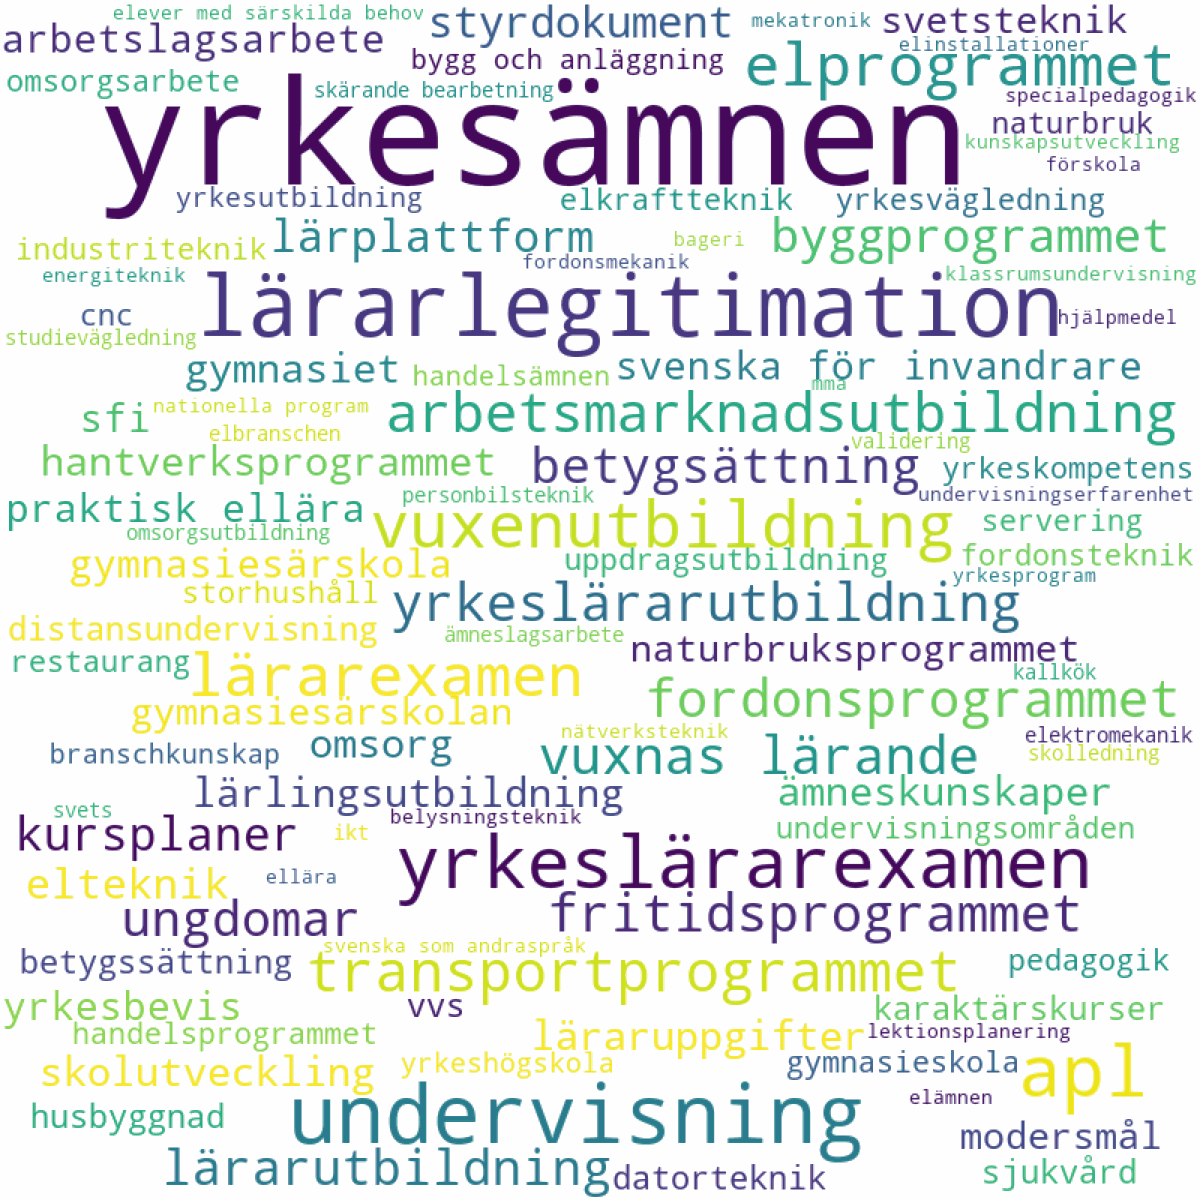 elever med särskilda behov
styrdokument
mekatronik
svetsteknik
arbetslagsarbete
bygg och anläggning
elinstallationer
elprogrammet
omsorgsarbete
skärande bearbetning
specialpedagogik
yrkesämnen
naturbruk
kunskapsutveckling
förskola
yrkesutbildning
elkraftteknik
yrkesvägledning
industriteknik
lärplattform
bageri
byggprogrammet
energiteknik
fordonsmekanik
klassrumsundervisning
cnc
lärarlegitimation
hjälpmedel
studievägledning
gymnasiet
handelsämnen
svenska för invandrare
mma
sfi
nationella program
arbetsmarknadsutbildning
elbranschen
validering
hantverksprogrammet
betygsättning
yrkeskompetens
praktisk ellära
personbilsteknik
undervisningserfarenhet
omsorgsutbildning
vuxenutbildning
servering
gymnasiesärskola
uppdragsutbildning
fordonsteknik
storhushåll
yrkeslärarutbildning
yrkesprogram
distansundervisning
ämneslagsarbete
naturbruksprogrammet
restaurang
lärarexamen
kallkök
gymnasiesärskolan
fordonsprogrammet
branschkunskap
omsorg
nätverksteknik
vuxnas lärande
elektromekanik
skolledning
lärlingsutbildning
ämneskunskaper
svets
belysningsteknik
undervisningsområden
kursplaner
ikt
yrkeslärarexamen
elteknik
ellära
ungdomar
fritidsprogrammet
svenska som andraspråk
betygssättning
transportprogrammet
pedagogik
yrkesbevis
vvs
karaktärskurser
handelsprogrammet
läraruppgifter
lektionsplanering
skolutveckling
yrkeshögskola
gymnasieskola
apl
husbyggnad
undervisning
elämnen
modersmål
lärarutbildning
datorteknik
sjukvård